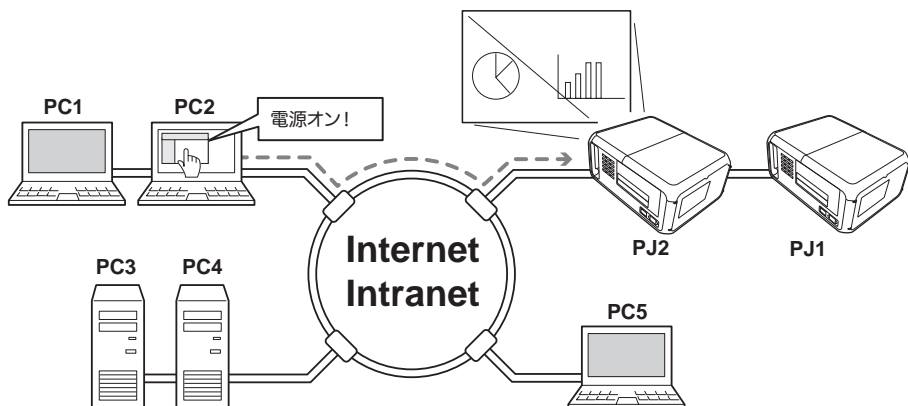 PC1
PC2
電源オン！
Internet
Intranet
PJ2
PJ1
PC3
PC4
PC5